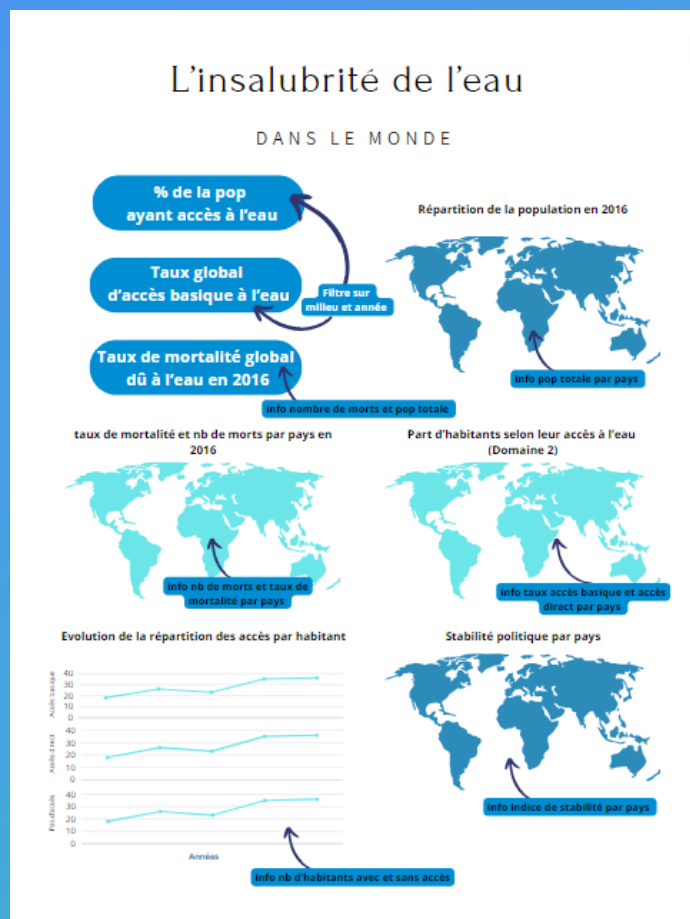 L'insalubrité de l'eau
DANS LE MONDE
% de la pop
ayant accès à l'eau
Taux global
d'accès basique à l'eau
Filtre sur
milieu et année
Taux de mortalité global
dû à l'eau en 2016
info nombre de morts et pop totale
Répartition de la population en 2016
info pop totale par pays
taux de mortalité et nb de morts par pays en
2016
info nb de morts et taux de
mortalité par pays
Part d'habitants selon leur accès à l'eau
(Domaine 2)
info taux accès basique et accès
direct par pays
Evolution de la répartition des accès par habitant
Accès basique
40
30
20
10
0
Accès direct
40
30
20
10
0
Pas d'accès
40
30
20
10
0
Années
info nb d'habitants avec et sans accès
Stabilité politique par pays
info indice de stabilité par pays